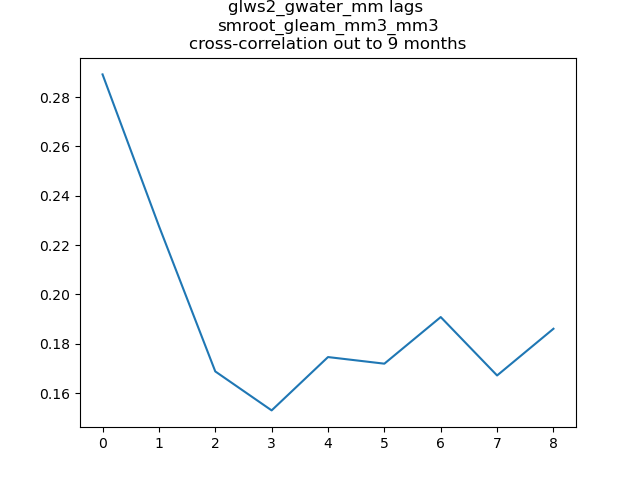 glws2_gwater_mm lags
smroot_gleam_mm3_mm3
cross-correlation out to 9 months
0.28
0.26
0.24
0.22
0.20
0.18
0.16
0 1 2 3 4 5 6 7 8